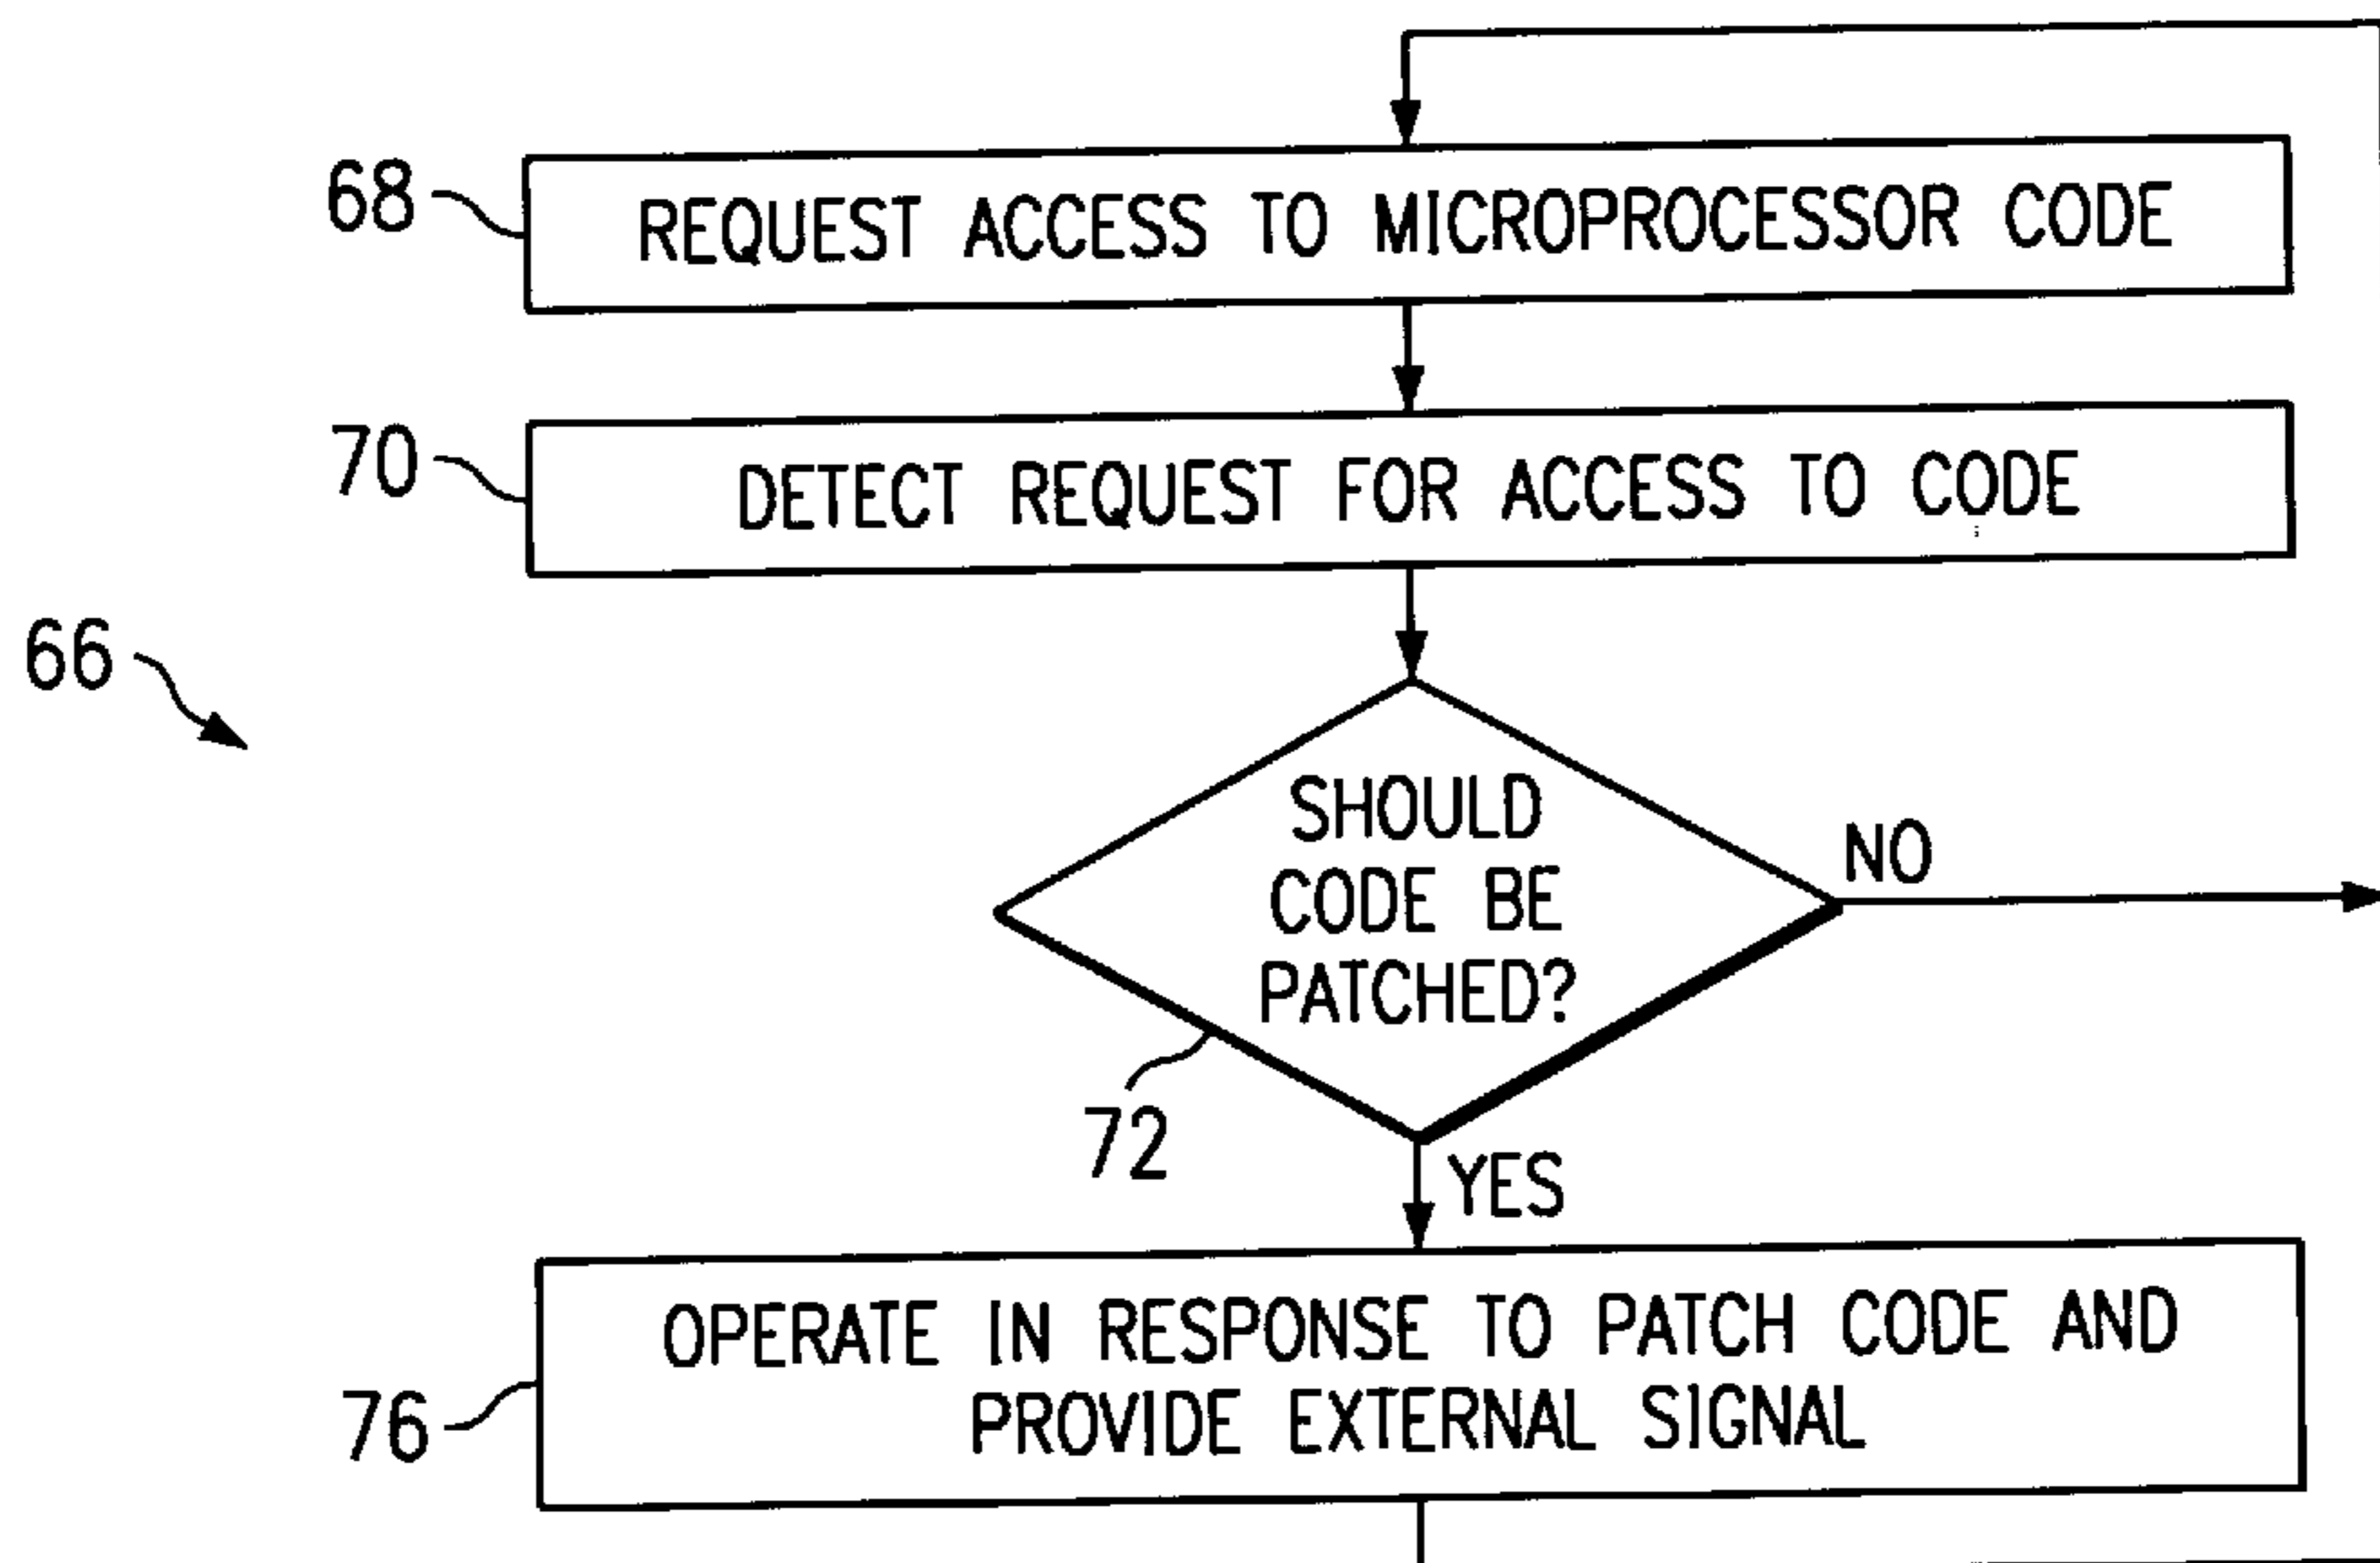 68
REQUEST ACCESS TO MICROPROCESSOR CODE
70
DETECT REQUEST FOR ACCESS TO CODE
66
SHOULD
CODE BE
PATCHED?
NO
72
YES
76
OPERATE IN RESPONSE TO PATCH CODE AND
PROVIDE EXTERNAL SIGNAL